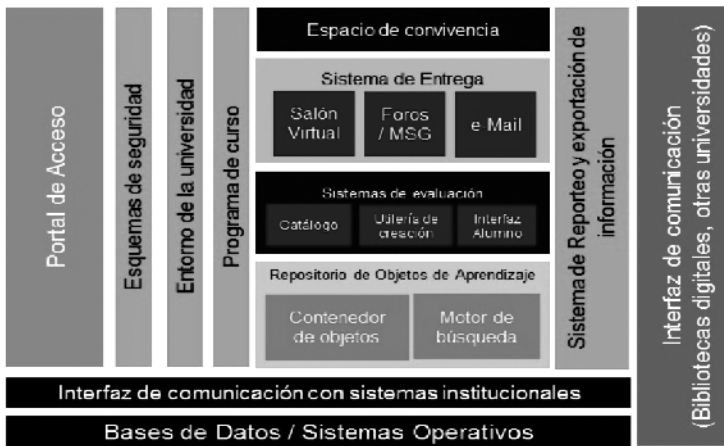 Portal de Acceso
Esquemas de seguridad
Entorno de la universidad
Programa de curso
Espacio de convivencia
Sistema de Entrega
Salón
Virtual
Foros
/ MSG
e-Mail
Sistemas de evaluación
Catálogo
Utilería de
creación
Interfaz
Alumno
Repositorio de Objetos de Aprendizaje
Contenedor
de objetos
Motor de
búsqueda
Sistema de Reporteo y exportación de
información
Interfaz de comunicación
(Bibliotecas digitales, otras universidades)
Interfaz de comunicación con sistemas institucionales
Bases de Datos / Sistemas Operativos